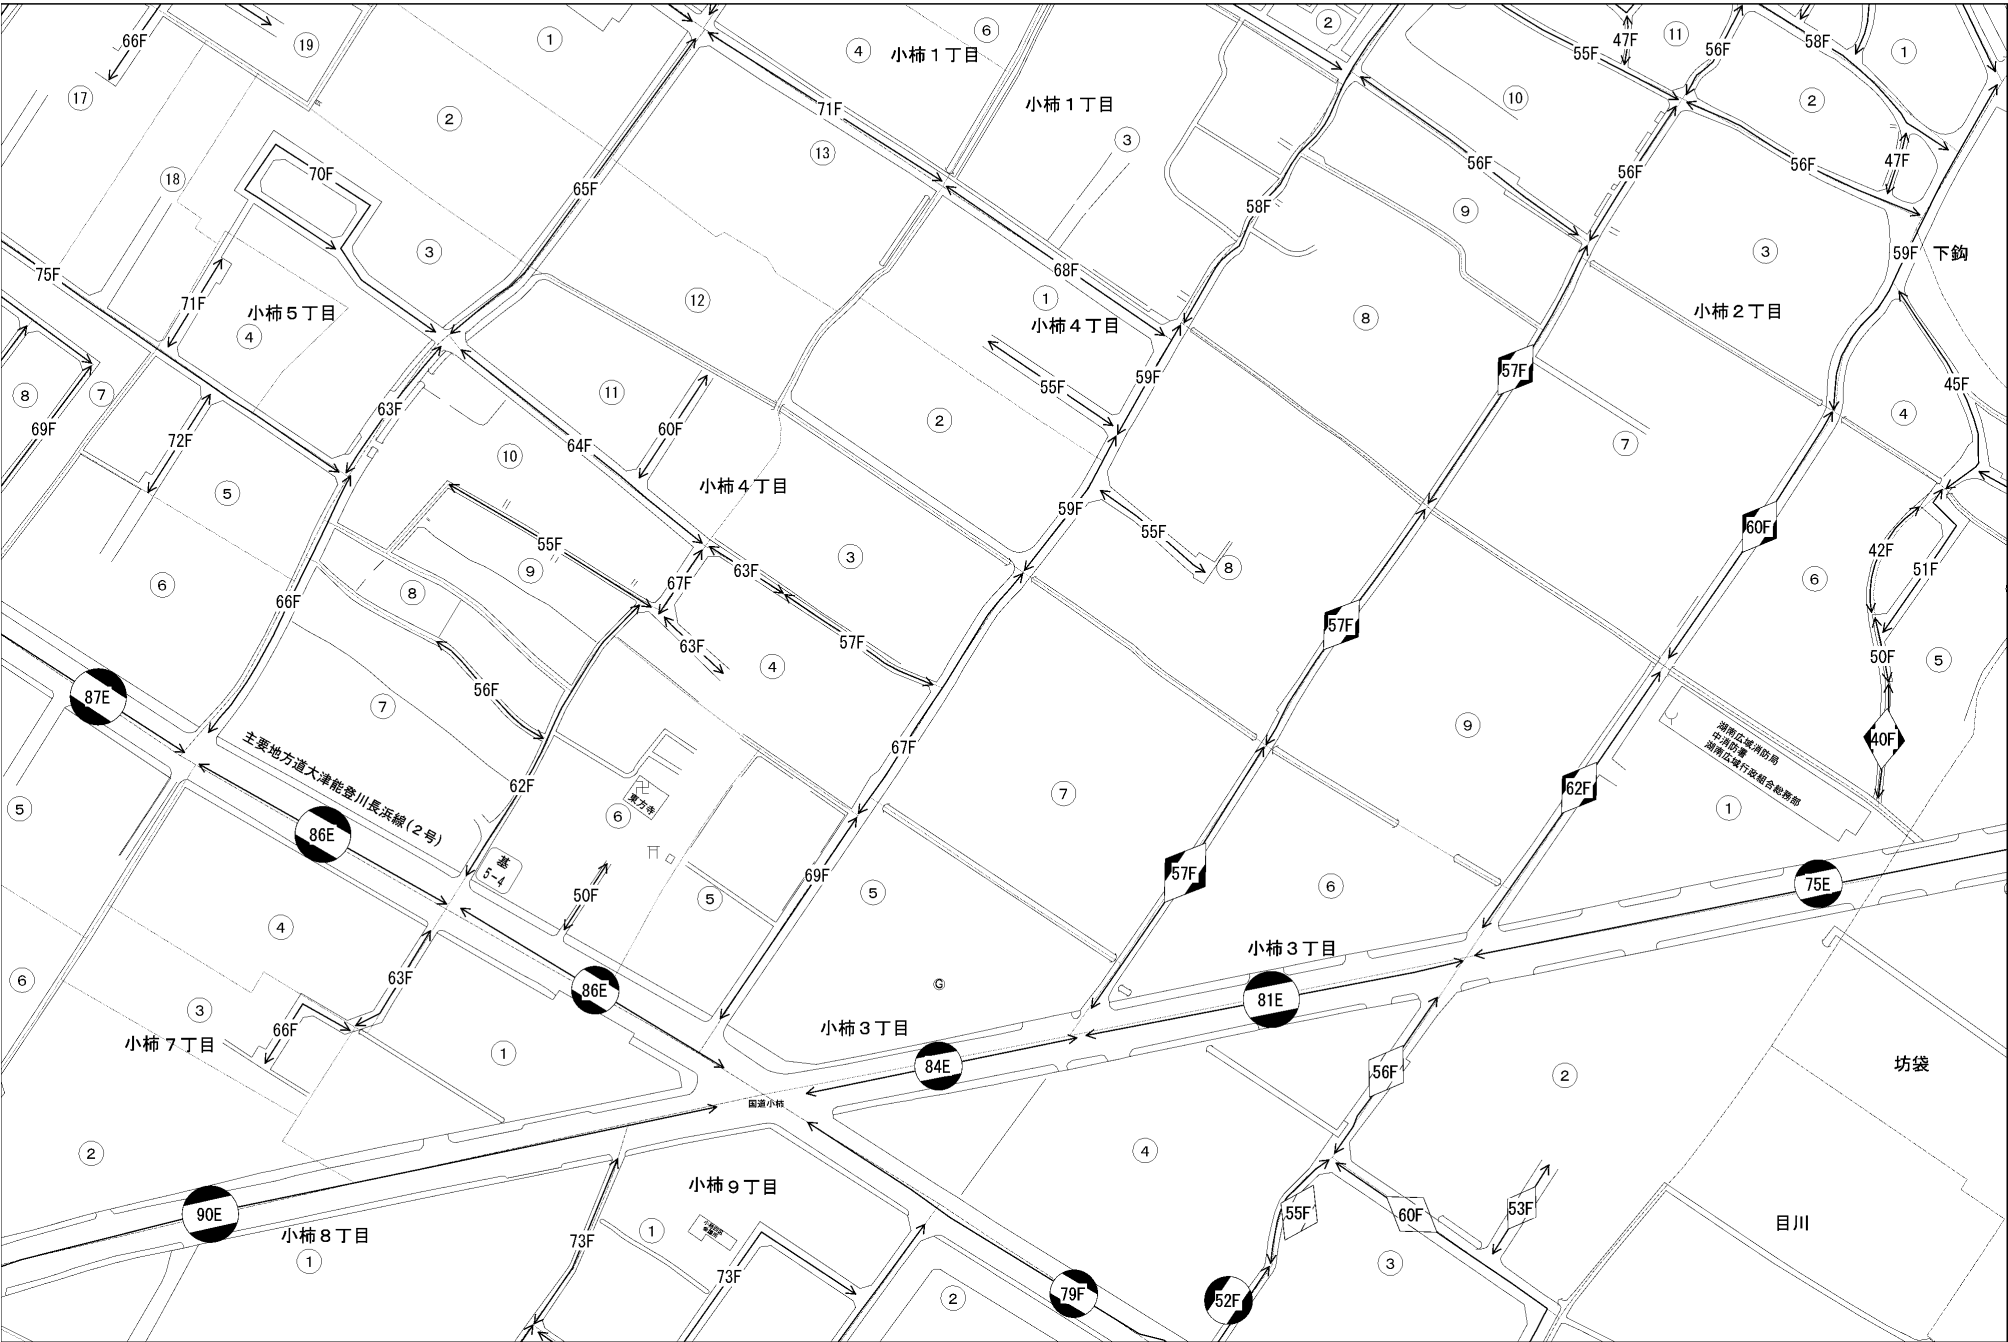 66F
19
1
4
6
小柿１丁目
2
55F
47F
11
56F
58F
1
17
2
71F
小柿１丁目
10
2
13
3
18
70F
65F
56F
56F
56F
47F
58F
9
3
75F
3
59F
下鈎
71F
小柿５丁目
4
12
68F
1
小柿４丁目
8
3
小柿２丁目
8
7
63F
11
59F
55F
57F
45F
4
69F
72F
64F
60F
2
7
10
5
小柿４丁目
59F
55F
60F
55F
3
42F
6
9
67F
63F
8
51F
6
8
66F
57F
57F
63F
4
50F
5
56F
87E
7
9
67F
40F
湖南広域消防局
中消防署
湖南広域行政組合総務部
主要地方道大津能登川長浜線(２号)
62F
東方寺
6
5
86E
7
62F
1
基
5-4
69F
57F
5
50F
5
6
75E
4
小柿３丁目
6
63F
G
86E
81E
3
66F
小柿３丁目
小柿７丁目
1
84E
56F
2
坊袋
国道小柿
2
4
小柿９丁目
90E
55F
60F
53F
目川
小柿８丁目
1
73F
1
73F
3
2
79F
52F